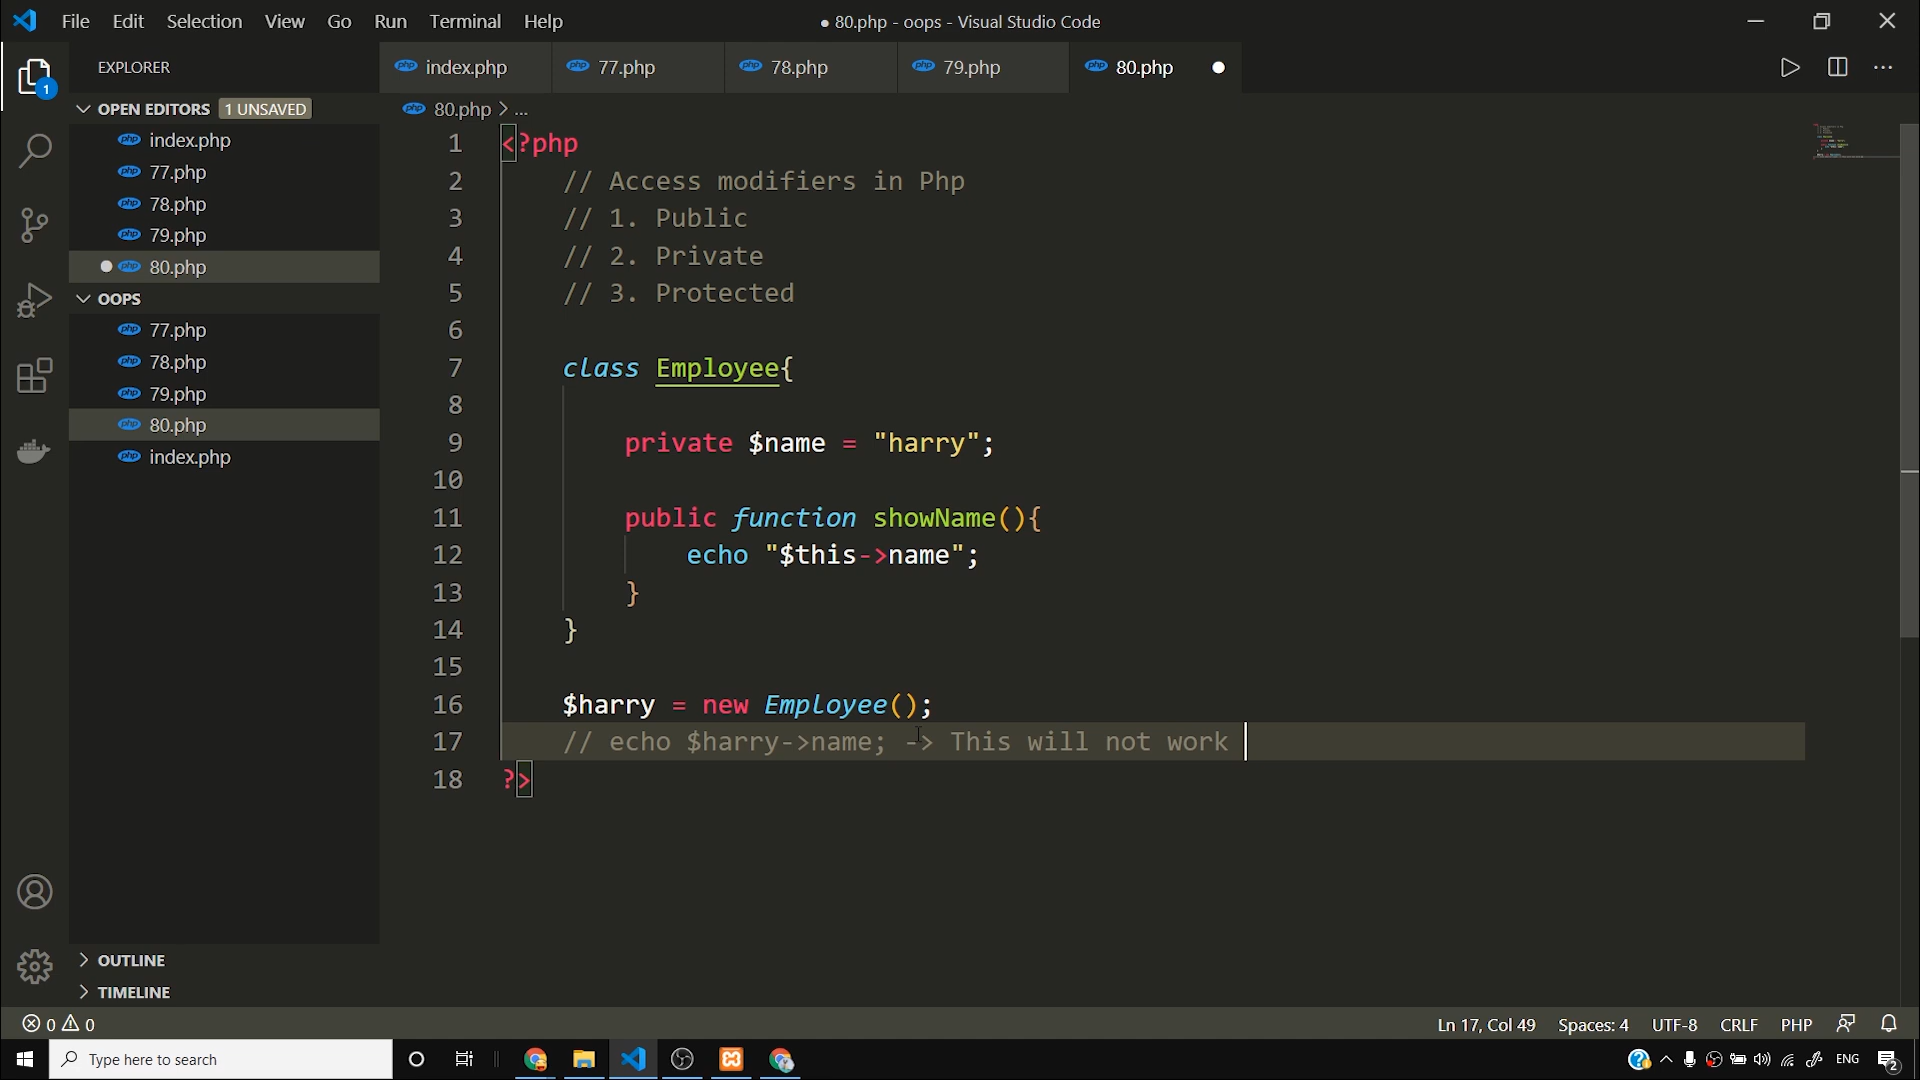 File Edit Selection View Go Run Terminal Help
● 80.php - oops - Visual Studio Code
EXPLORER
index.php
77.php
78.php
79.php
80.php
1
OPEN EDITORS 1 UNSAVED
index.php
77.php
78.php
79.php
80.php
OOPS
77.php
78.php
79.php
80.php
index.php
OUTLINE
TIMELINE
80.php > ...
1 <?php
2 // Access modifiers in Php
3 // 1. Public
4 // 2. Private
5 // 3. Protected
6
7 class Employee{
8
9 private $name = "harry";
10
11 public function showName(){
12 echo "$this->name";
13 }
14 }
15
16 $harry = new Employee();
17 // echo $harry->name; -> This will not work
18 ?>
0 0
Ln 17, Col 49 Spaces: 4 UTF-8 CRLF PHP
Type here to search
ENG
2